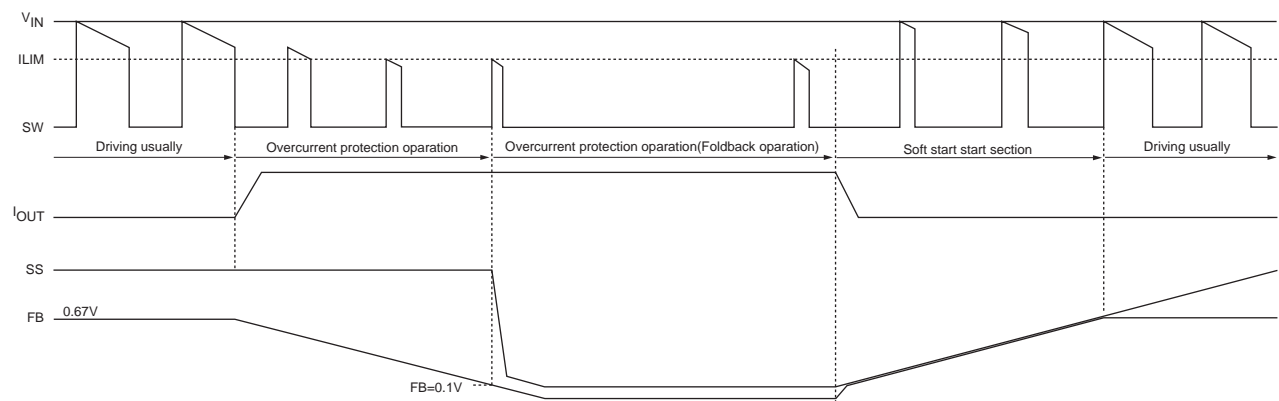 VIN
ILIM
SW
Driving usually
Overcurrent protection oparation
Overcurrent protection oparation(Foldback oparation)
Soft start start section
Driving usually
IOUT
SS
FB
0.67V
FB=0.1V